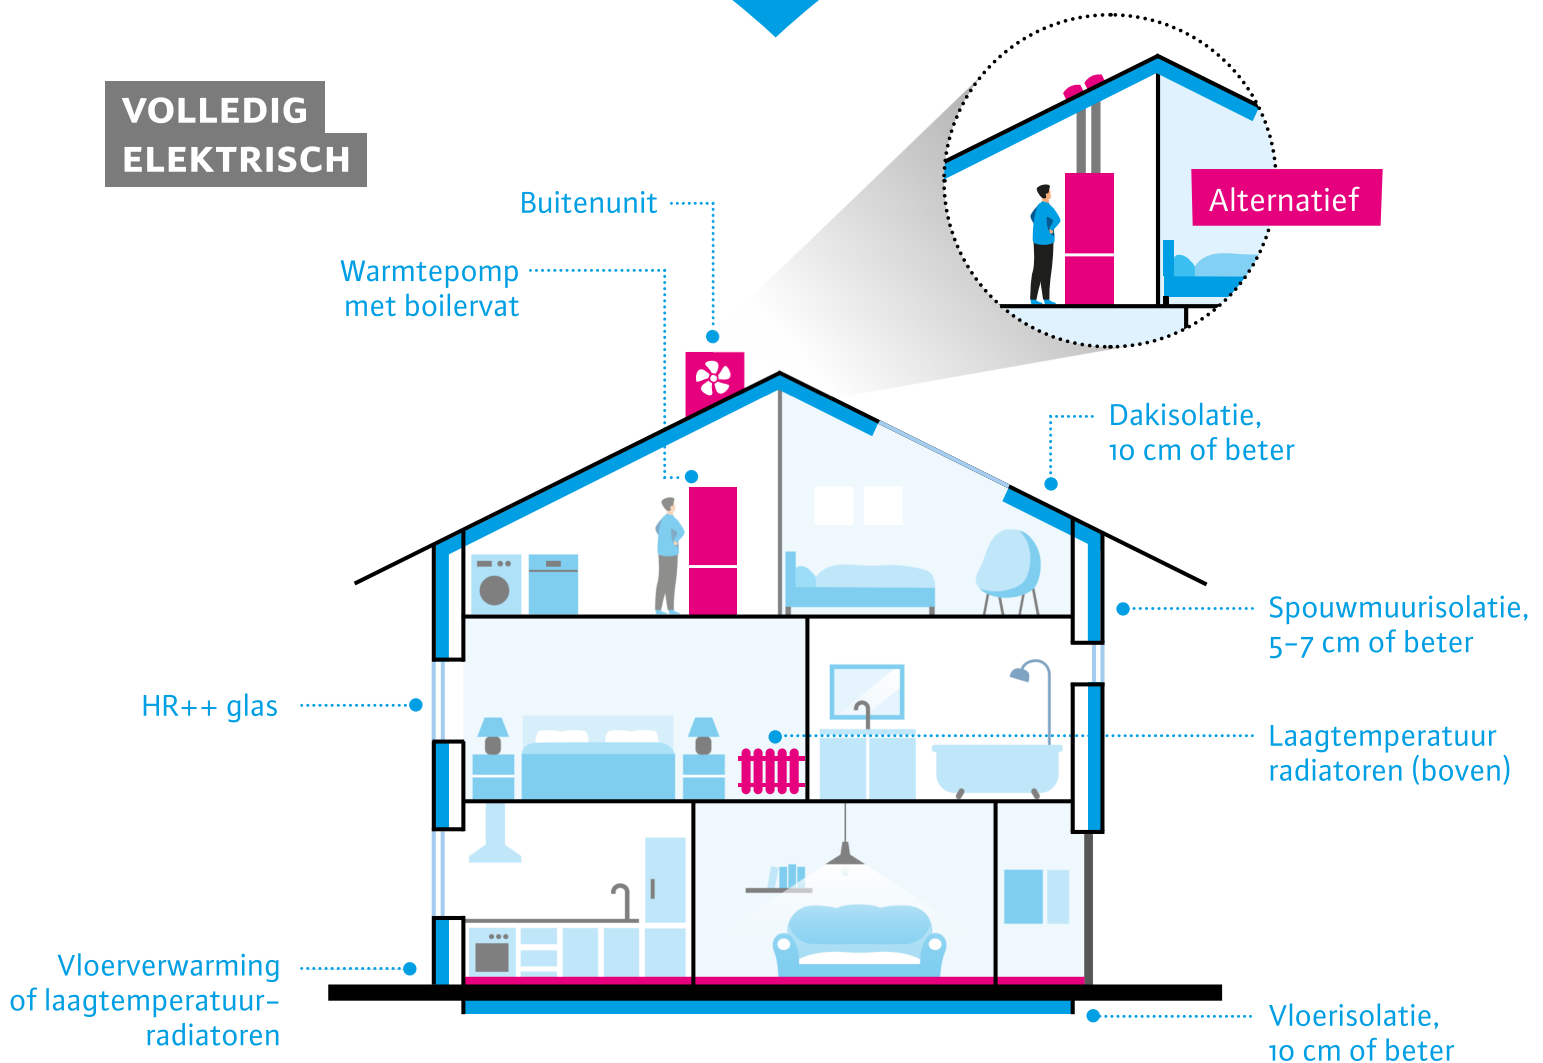 VOLLEDIG
ELEKTRISCH
Alternatief
Buitenunit
Warmtepomp
met boilervat
Dakisolatie,
10 cm of beter
Spouwmuurisolatie,
5–7 cm of beter
HR++ glas
Laagtemperatuur
radiatoren (boven)
Vloerverwarming
of laagtemperatuur–
radiatoren
Vloerisolatie,
10 cm of beter